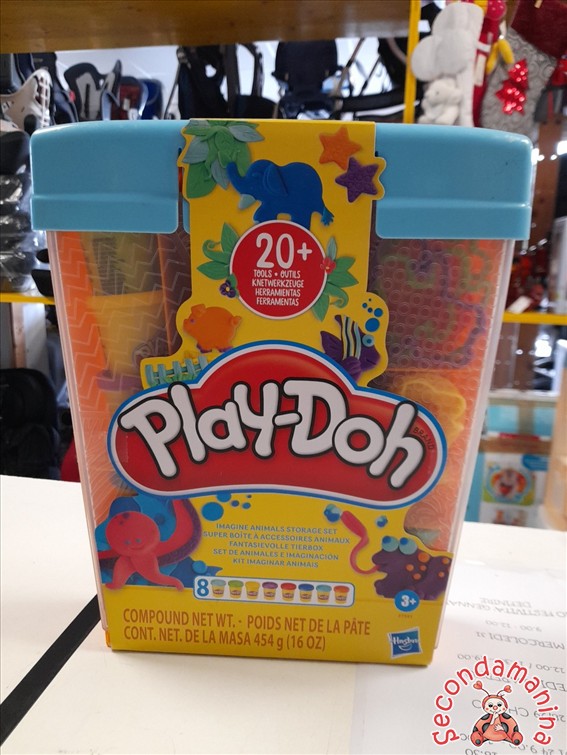 20+
TOOLS • OUTILS
KNETWERKZEUGE
HERRAMIENTAS
FERRAMENTAS
PLAY-DOH
BRAND
IMAGINE ANIMALS STORAGE SET
SUPER BOÎTE À ACCESSOIRES ANIMAUX
FANTASIEVOLLE TIERBOX
SET DE ANIMALES E IMAGINACIÓN
KIT IMAGINAR ANIMAIS
8
3+
COMPOUND NET WT. · POIDS NET DE LA PÂTE
CONT. NET. DE LA MASA 454 g (16 OZ)
Hasbro
Secondamanina